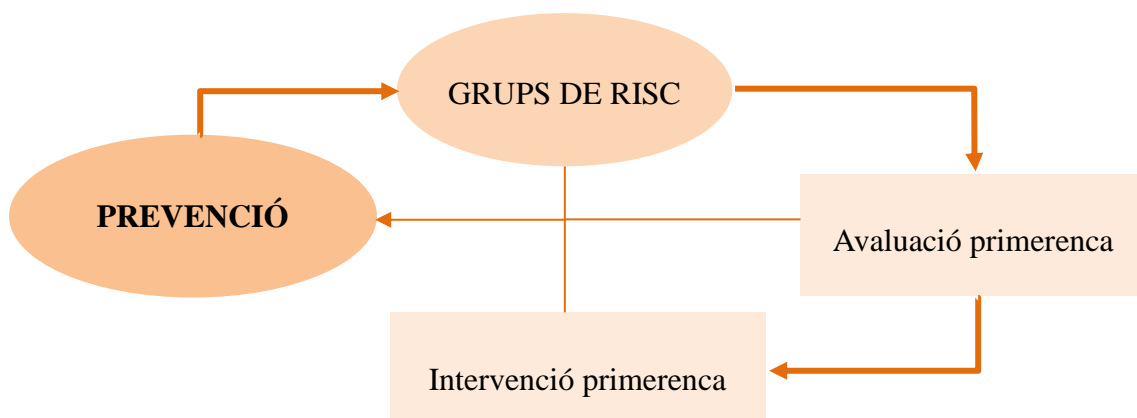 GRUPS DE RISC
PREVENCIÓ
Avaluació primerenca
Intervenció primerenca